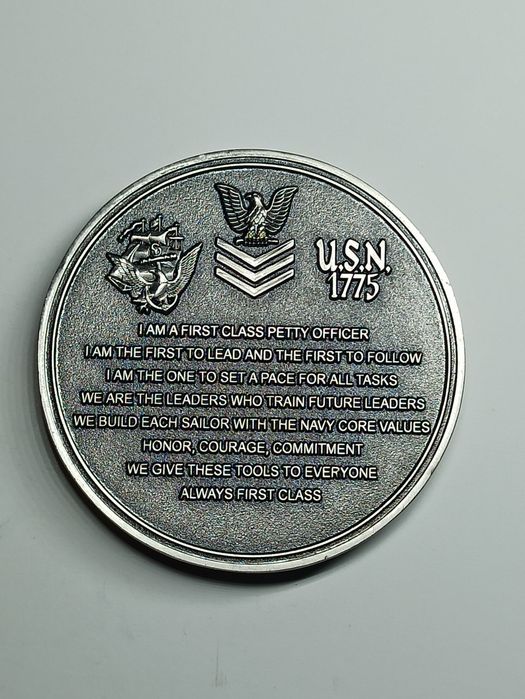 U.S.N.
1775
I AM A FIRST CLASS PETTY OFFICER
I AM THE FIRST TO LEAD AND THE FIRST TO FOLLOW
I AM THE ONE TO SET A PACE FOR ALL TASKS
WE ARE THE LEADERS WHO TRAIN FUTURE LEADERS
WE BUILD EACH SAILOR WITH THE NAVY CORE VALUES
HONOR, COURAGE, COMMITMENT
WE GIVE THESE TOOLS TO EVERYONE
ALWAYS FIRST CLASS